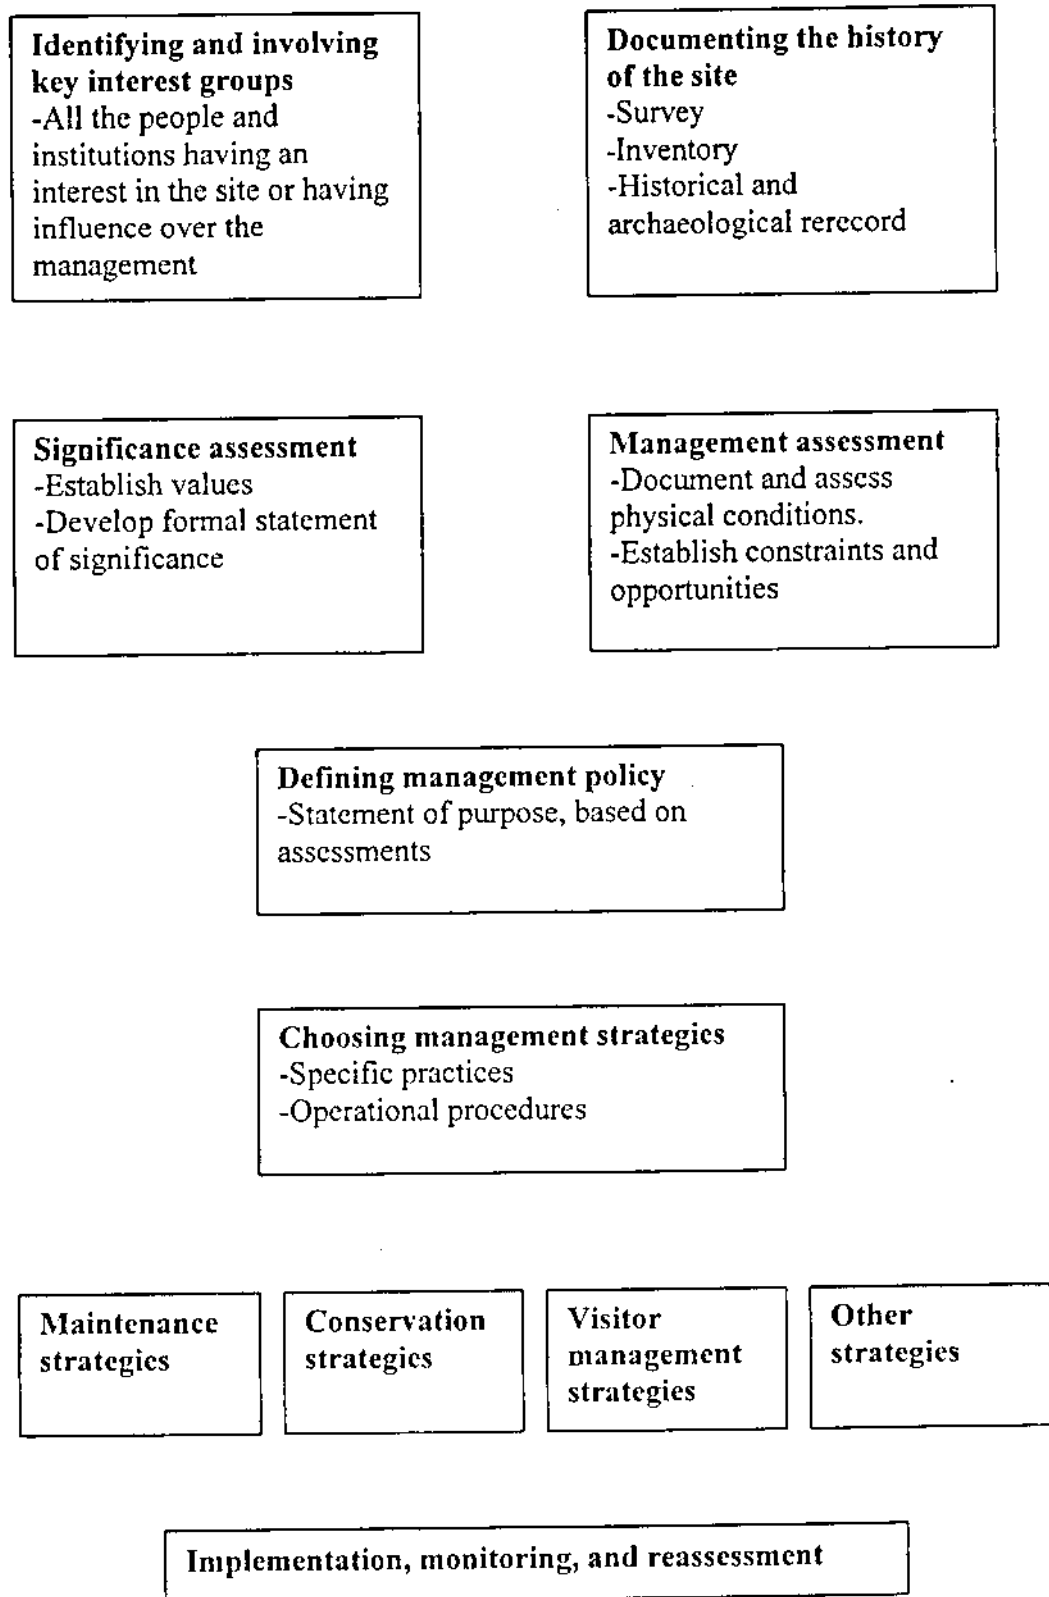 Identifying and involving
key interest groups
-All the people and
institutions having an
interest in the site or having
influence over the
management
Documenting the history
of the site
-Survey
-Inventory
-Historical and
archaeological rerecord
Significance assessment
-Establish values
-Develop formal statement
of significance
Management assessment
-Document and assess
physical conditions.
-Establish constraints and
opportunities
Defining management policy
-Statement of purpose, based on
assessments
Choosing management strategies
-Specific practices
-Operational procedures
Maintenance
strategies
Conservation
strategies
Visitor
management
strategies
Other
strategies
Implementation, monitoring, and reassessment